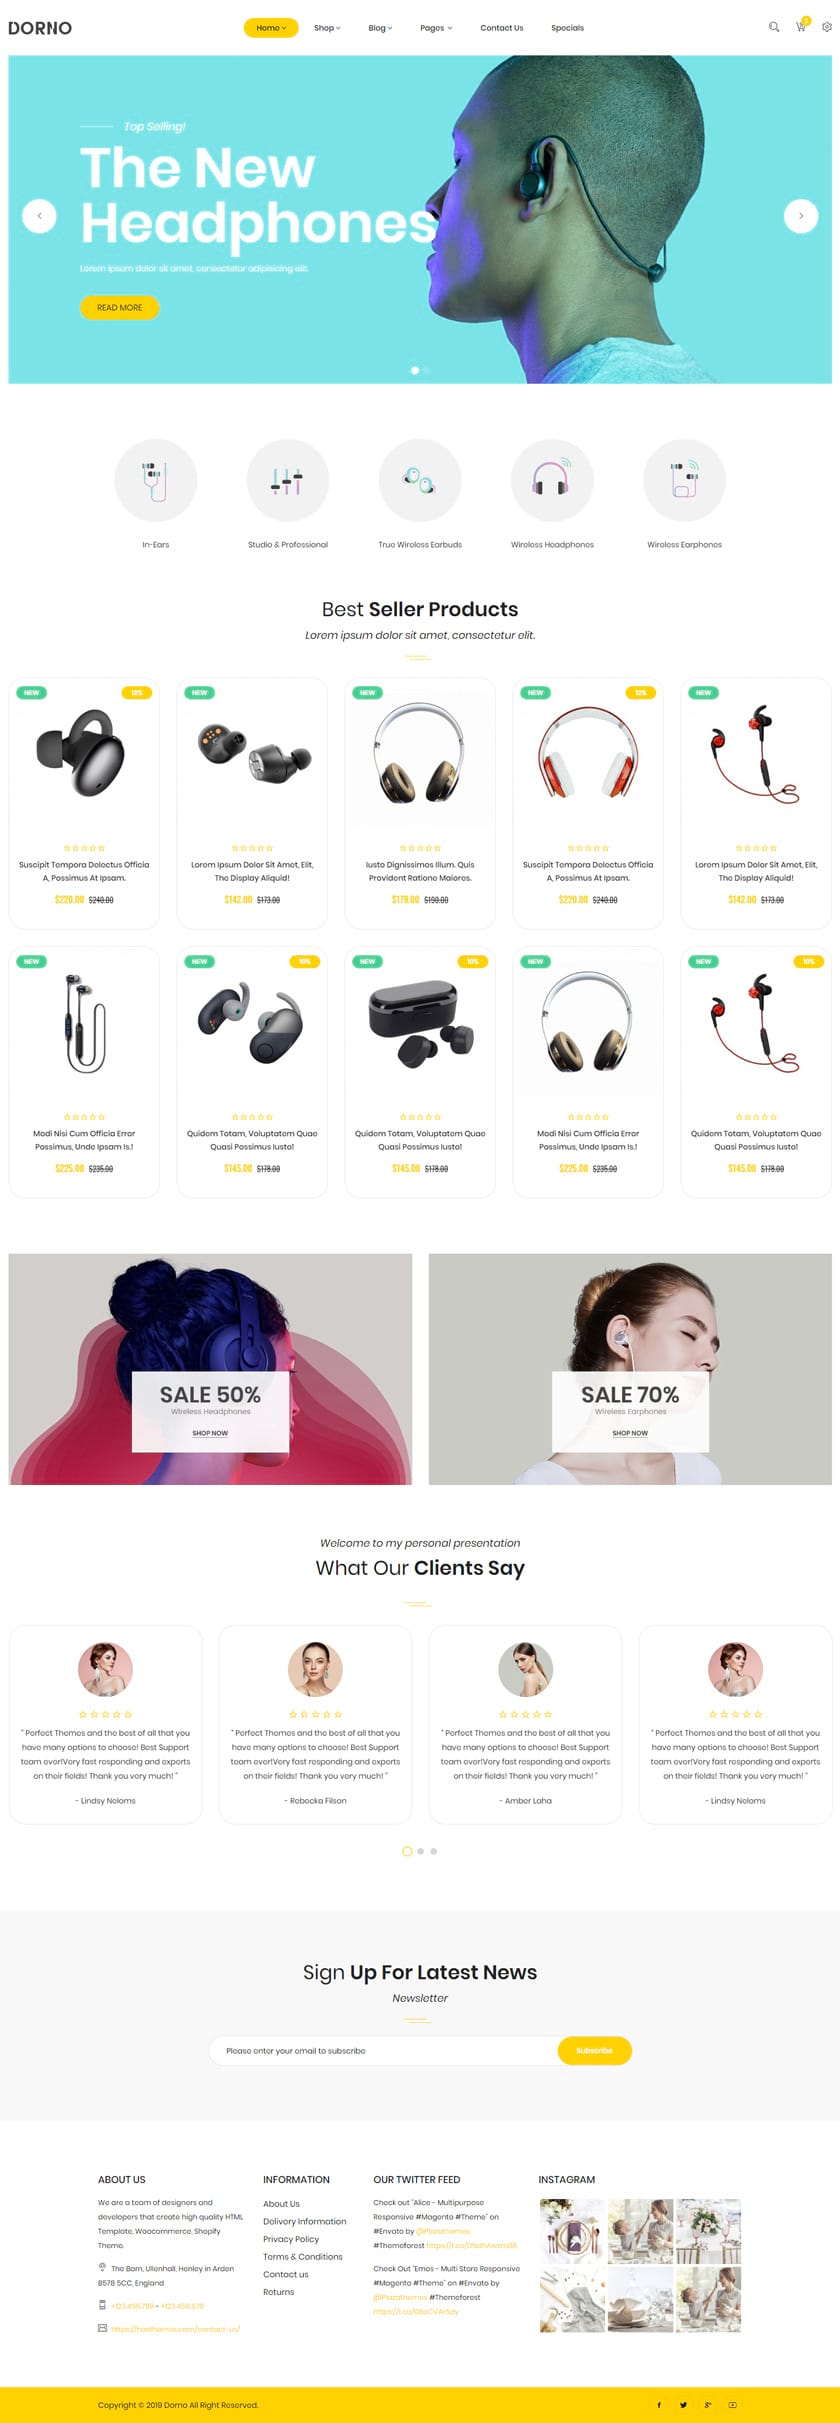 DORNO
Home Shop Blog Pages Contact Us Specials
Top Selling!
The New
Headphones
Lorem ipsum dolor sit amet, consectetur adipisicing elit.
READ MORE
In-Ears
Studio & Professional
True Wireless Earbuds
Wireless Headphones
Wireless Earphones
Best Seller Products
Lorem ipsum dolor sit amet, consectetur elit.
NEW 12%
Suscipit Tempora Delectus Officia
A, Possimus At Ipsam.
$220.00 $240.00
NEW
Lorem Ipsum Dolor Sit Amet, Elit,
The Display Aliquid!
$142.00 $173.00
NEW
Iusto Dignissimos Illum. Quis
Provident Ratione Maiores.
$179.00 $190.00
NEW 12%
Suscipit Tempora Delectus Officia
A, Possimus At Ipsam.
$220.00 $240.00
NEW
Lorem Ipsum Dolor Sit Amet, Elit,
The Display Aliquid!
$142.00 $173.00
NEW
Modi Nisi Cum Officia Error
Possimus, Unde Ipsam Is.!
$225.00 $235.00
NEW 10%
Quidem Totam, Voluptatem Quae
Quasi Possimus Iusto!
$145.00 $178.00
NEW 10%
Quidem Totam, Voluptatem Quae
Quasi Possimus Iusto!
$145.00 $178.00
NEW
Modi Nisi Cum Officia Error
Possimus, Unde Ipsam Is.!
$225.00 $235.00
NEW 10%
Quidem Totam, Voluptatem Quae
Quasi Possimus Iusto!
$145.00 $178.00
SALE 50%
Wireless Headphones
SHOP NOW
SALE 70%
Wireless Earphones
SHOP NOW
Welcome to my personal presentation
What Our Clients Say
" Perfect Themes and the best of all that you
have many options to choose! Best Support
team ever!Very fast responding and experts
on their fields! Thank you very much! "
- Lindsy Neloms
" Perfect Themes and the best of all that you
have many options to choose! Best Support
team ever!Very fast responding and experts
on their fields! Thank you very much! "
- Rebecka Filson
" Perfect Themes and the best of all that you
have many options to choose! Best Support
team ever!Very fast responding and experts
on their fields! Thank you very much! "
- Amber Laha
" Perfect Themes and the best of all that you
have many options to choose! Best Support
team ever!Very fast responding and experts
on their fields! Thank you very much! "
- Lindsy Neloms
Sign Up For Latest News
Newsletter
Please enter your email to subscribe
Subscribe
ABOUT US
We are a team of designers and
developers that create high quality HTML
Template, Woocommerce, Shopify
Theme.
The Barn, Ullenhall, Henley in Arden
B578 5CC, England
+123.456.789 - +123.456.678
https://hasthemes.com/contact-us/
INFORMATION
About Us
Delivery Information
Privacy Policy
Terms & Conditions
Contact us
Returns
OUR TWITTER FEED
Check out "Alice - Multipurpose
Responsive #Magento #Theme" on
#Envato by @Plazathemes
#Themeforest
Check Out "Emos - Multi Store Responsive
#Magento #Theme" on #Envato by
@Plazathemes #Themeforest
INSTAGRAM
Copyright © 2019 Dorno All Right Reserved.